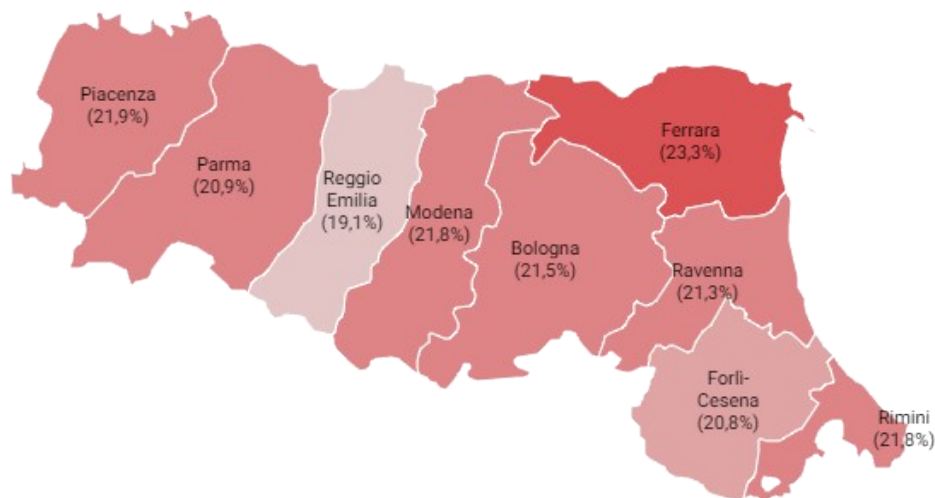 Piacenza
(21,9%)
Parma
(20,9%)
Reggio
Emilia
(19,1%)
Modena
(21,8%)
Bologna
(21,5%)
Ferrara
(23,3%)
Ravenna
(21,3%)
Forlì-
Cesena
(20,8%)
Rimini
(21,8%)